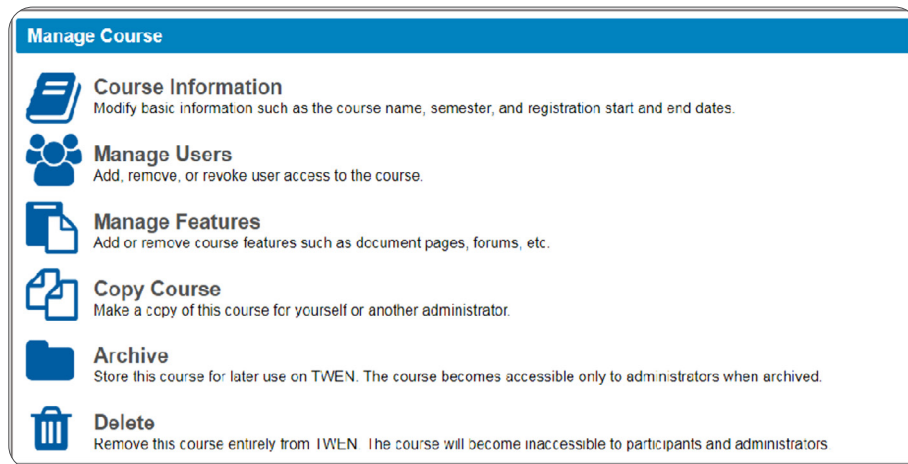 Manage Course
Course Information
Modify basic information such as the course name, semester, and registration start and end dates.
Manage Users
Add, remove, or revoke user access to the course.
Manage Features
Add or remove course features such as document pages, forums, etc.
Copy Course
Make a copy of this course for yourself or another administrator.
Archive
Store this course for later use on TWEN. The course becomes accessible only to administrators when archived.
Delete
Remove this course entirely from TWEN. The course will become inaccessible to participants and administrators